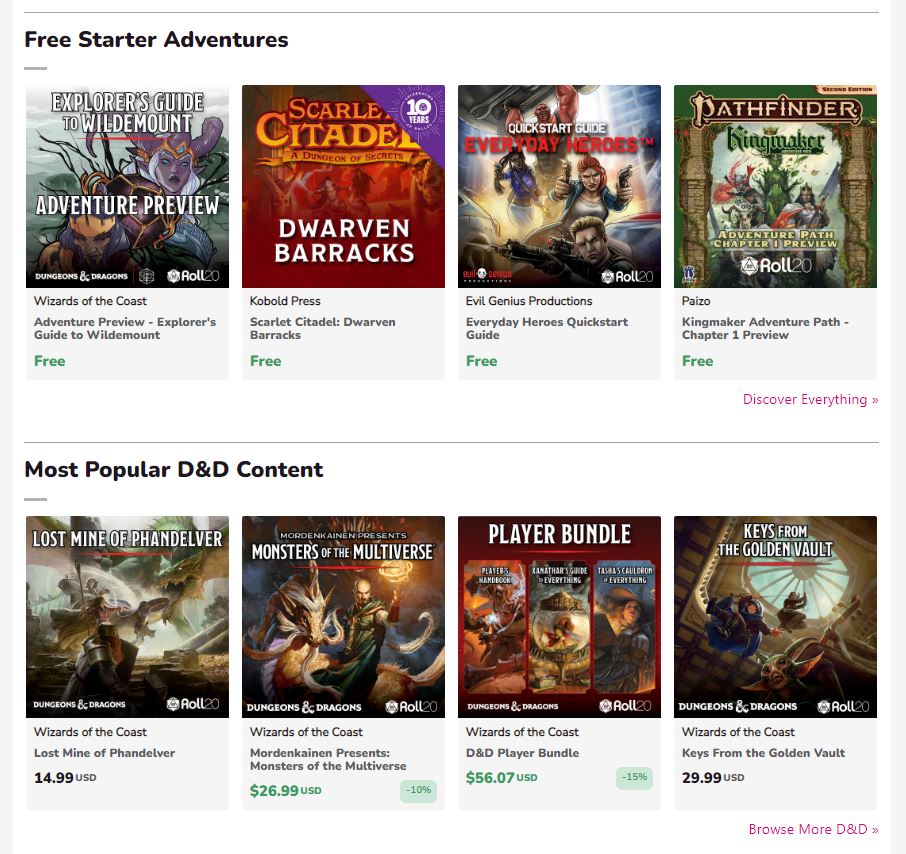 Free Starter Adventures
EXPLORER'S GUIDE
TO WILDEMOUNT
ADVENTURE PREVIEW
DUNGEONS & DRAGONS
Roll20
SCARLET
CITADEL
A DUNGEON OF SECRETS
10
YEARS
DWARVEN
BARRACKS
QUICKSTART GUIDE
EVERYDAY HEROES™
EVIL GENIUS
PRODUCTIONS
Roll20
SECOND EDITION
PATHFINDER
Kingmaker
ADVENTURE PATH
ADVENTURE PATH
CHAPTER 1 PREVIEW
Roll20
Wizards of the Coast
Adventure Preview - Explorer's
Guide to Wildemount
Free
Kobold Press
Scarlet Citadel: Dwarven
Barracks
Free
Evil Genius Productions
Everyday Heroes Quickstart
Guide
Free
Paizo
Kingmaker Adventure Path -
Chapter 1 Preview
Free
Discover Everything »
Most Popular D&D Content
LOST MINE OF PHANDELVER
DUNGEONS & DRAGONS
Roll20
MORDENKAINEN PRESENTS
MONSTERS OF THE MULTIVERSE
DUNGEONS & DRAGONS
Roll20
PLAYER BUNDLE
PLAYER'S
HANDBOOK
XANATHAR'S GUIDE
TO EVERYTHING
TASHA'S CAULDRON
OF EVERYTHING
DUNGEONS & DRAGONS
Roll20
KEYS FROM
THE GOLDEN VAULT
DUNGEONS & DRAGONS
Roll20
Wizards of the Coast
Lost Mine of Phandelver
14.99 USD
Wizards of the Coast
Mordenkainen Presents:
Monsters of the Multiverse
$26.99 USD
-10%
Wizards of the Coast
D&D Player Bundle
$56.07 USD
-15%
Wizards of the Coast
Keys From the Golden Vault
29.99 USD
Browse More D&D »